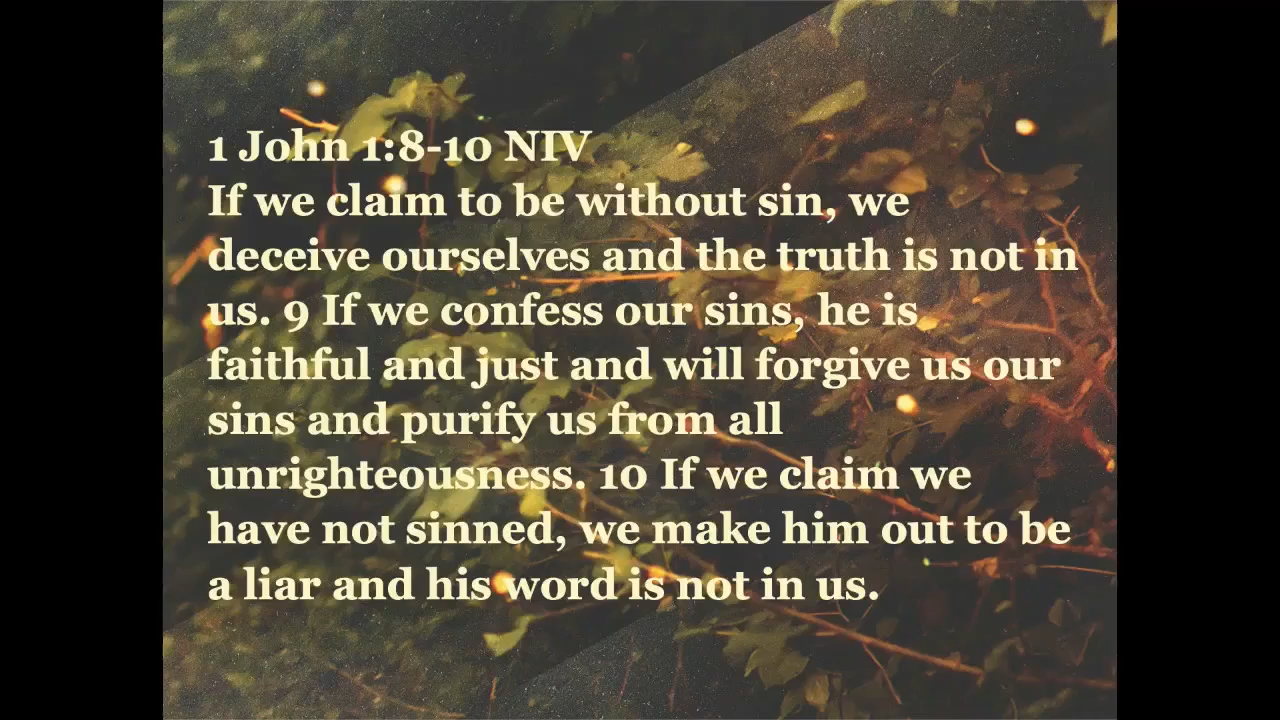 1 John 1:8-10 NIV
If we claim to be without sin, we
deceive ourselves and the truth is not in
us. 9 If we confess our sins, he is
faithful and just and will forgive us our
sins and purify us from all
unrighteousness. 10 If we claim we
have not sinned, we make him out to be
a liar and his word is not in us.